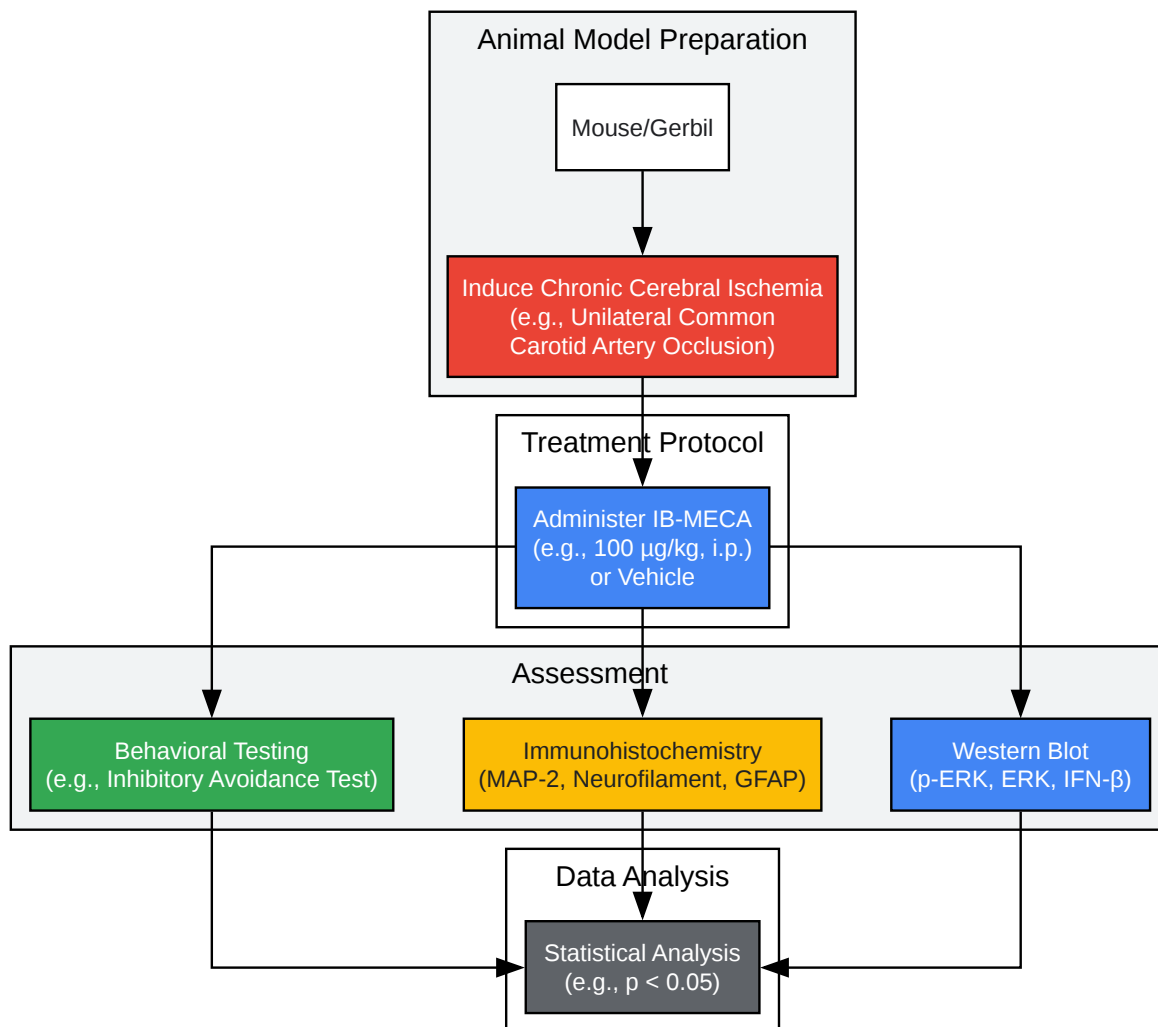 Animal Model Preparation
Mouse/Gerbil
Induce Chronic Cerebral Ischemia
(e.g., Unilateral Common
Carotid Artery Occlusion)
Treatment Protocol
Administer IB-MECA
(e.g., 100 µg/kg, i.p.)
or Vehicle
Assessment
Behavioral Testing
(e.g., Inhibitory Avoidance Test)
Immunohistochemistry
(MAP-2, Neurofilament, GFAP)
Western Blot
(p-ERK, ERK, IFN-β)
Data Analysis
Statistical Analysis
(e.g., p < 0.05)